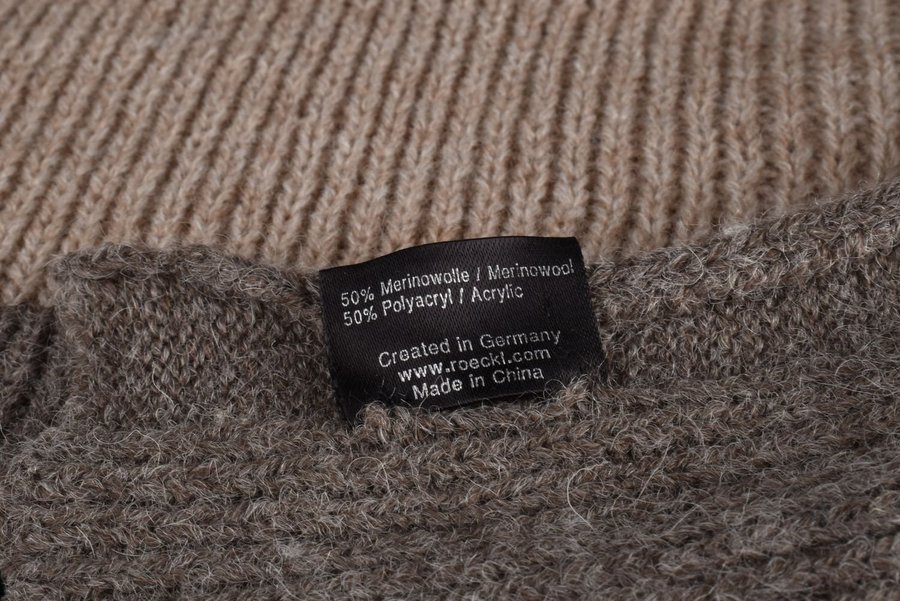 50% Merinowolle / Merinowool
50% Polyacryl / Acrylic
Created in Germany
www.roeckl.com
Made in China